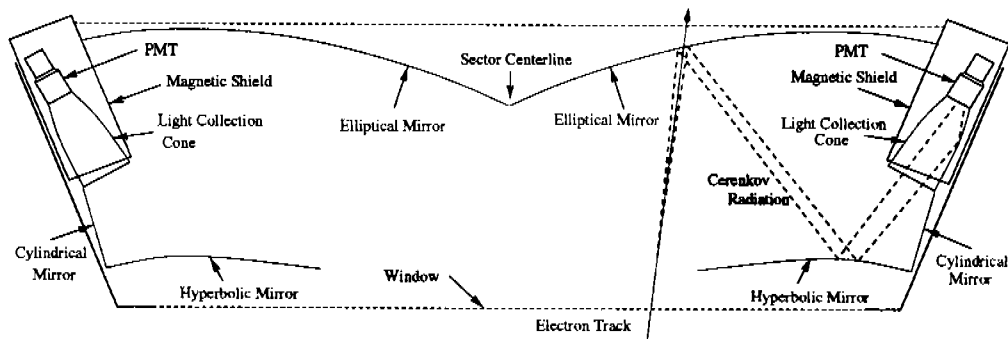 PMT
Magnetic Shield
Light Collection
Cone
Elliptical Mirror
Sector Centerline
Elliptical Mirror
PMT
Magnetic Shield
Light Collection
Cone
Cerenkov
Radiation
Cylindrical
Mirror
Hyperbolic Mirror
Window
Electron Track
Hyperbolic Mirror
Cylindrical
Mirror